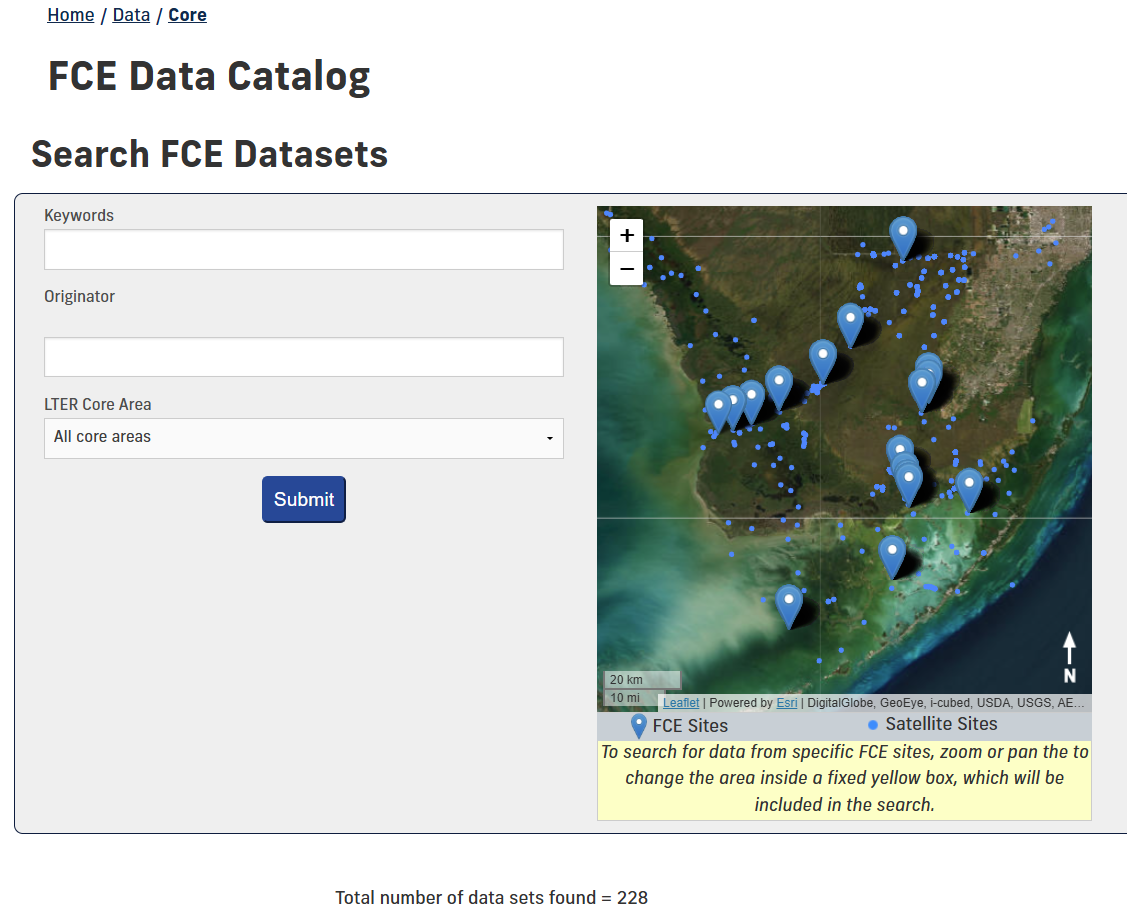 Home / Data / Core
FCE Data Catalog
Search FCE Datasets
Keywords
Originator
LTER Core Area
All core areas
Submit
+
−
20 km
10 mi
N
Leaflet | Powered by Esri | DigitalGlobe, GeoEye, i-cubed, USDA, USGS, AE...
FCE Sites
Satellite Sites
To search for data from specific FCE sites, zoom or pan the to
change the area inside a fixed yellow box, which will be
included in the search.
Total number of data sets found = 228